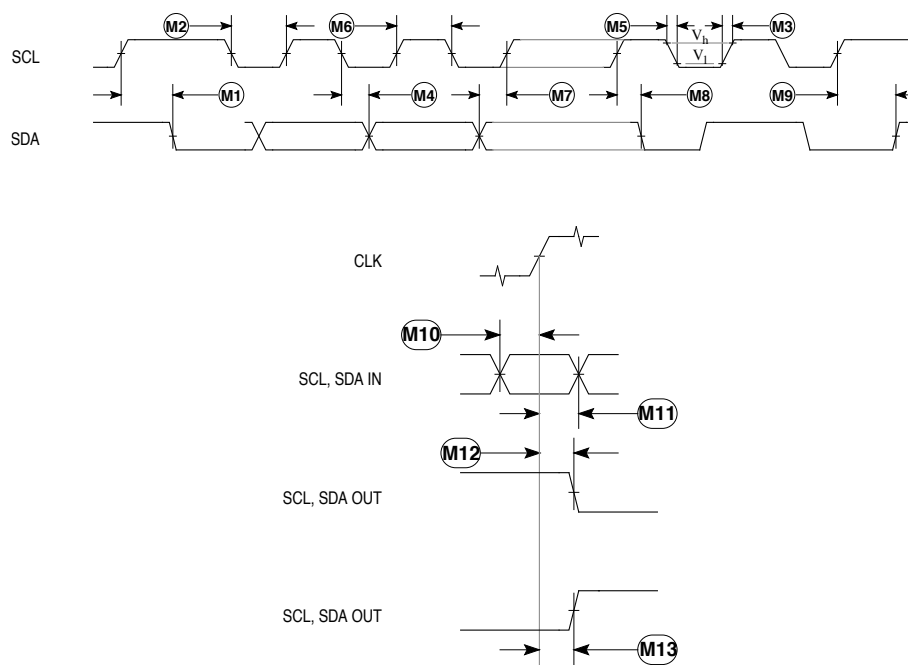 M2 M6 M5 M3
Vh
SCL Vl
M1 M4 M7 M8 M9
SDA
CLK
M10
SCL, SDA IN
M11
M12
SCL, SDA OUT
SCL, SDA OUT
M13